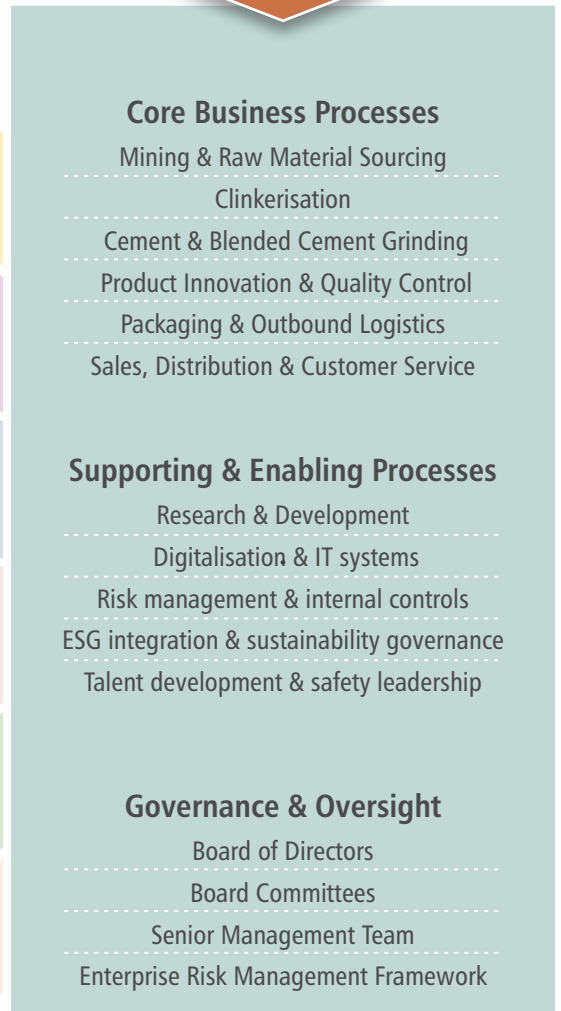 Core Business Processes
Mining & Raw Material Sourcing
Clinkerisation
Cement & Blended Cement Grinding
Product Innovation & Quality Control
Packaging & Outbound Logistics
Sales, Distribution & Customer Service
Supporting & Enabling Processes
Research & Development
Digitalisation & IT systems
Risk management & internal controls
ESG integration & sustainability governance
Talent development & safety leadership
Governance & Oversight
Board of Directors
Board Committees
Senior Management Team
Enterprise Risk Management Framework